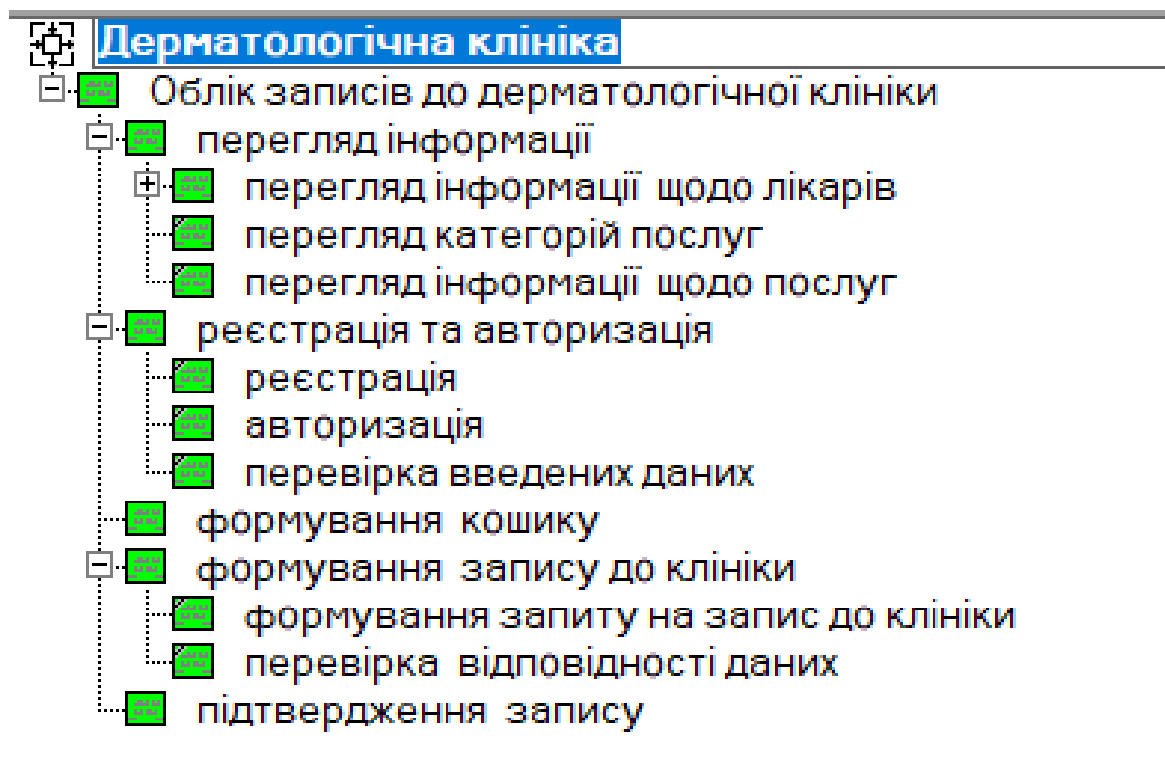 Дерматологічна клініка
Облік записів до дерматологічної клініки
перегляд інформації
перегляд інформації щодо лікарів
перегляд категорій послуг
перегляд інформації щодо послуг
реєстрація та авторизація
реєстрація
авторизація
перевірка введених даних
формування кошику
формування запису до клініки
формування запиту на запис до клініки
перевірка відповідності даних
підтвердження запису